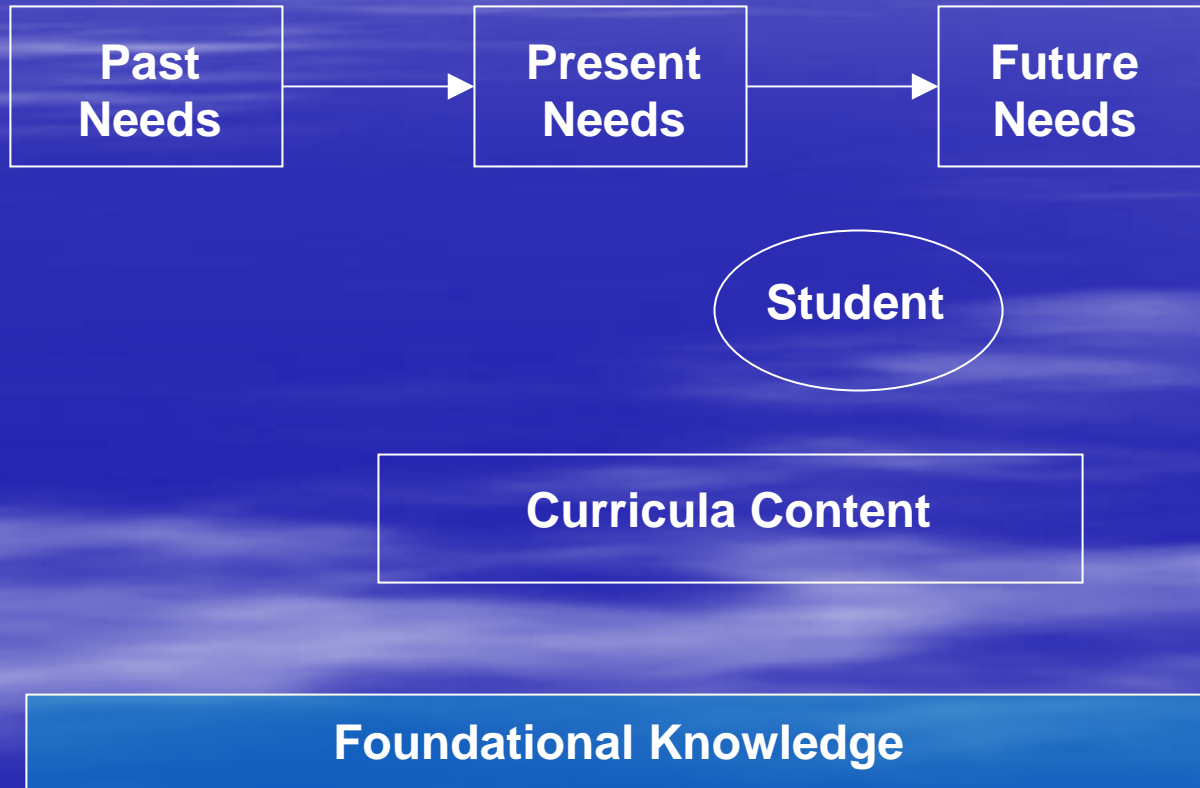 Past
Needs
Present
Needs
Future
Needs
Student
Curricula Content
Foundational Knowledge